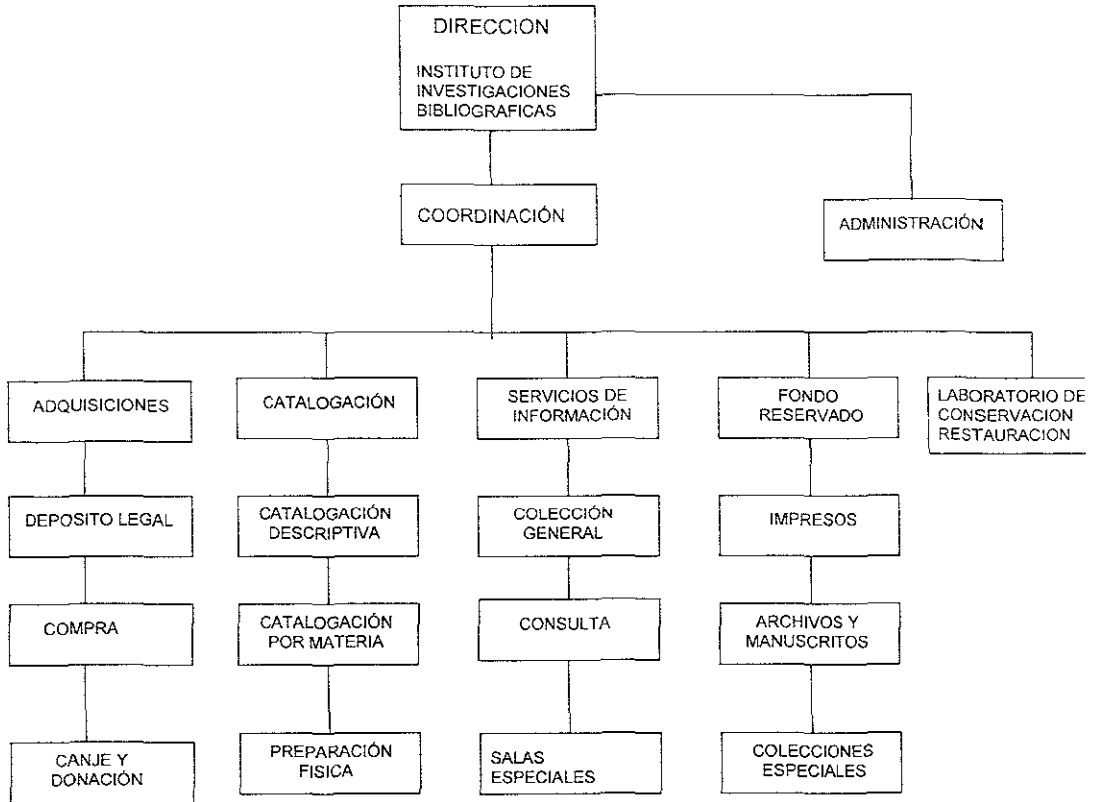 DIRECCION
INSTITUTO DE
INVESTIGACIONES
BIBLIOGRAFICAS
COORDINACIÓN
ADMINISTRACIÓN
ADQUISICIONES
CATALOGACIÓN
SERVICIOS DE
INFORMACIÓN
FONDO
RESERVADO
LABORATORIO DE
CONSERVACION
RESTAURACION
DEPOSITO LEGAL
CATALOGACIÓN
DESCRIPTIVA
COLECCIÓN
GENERAL
IMPRESOS
COMPRA
CATALOGACIÓN
POR MATERIA
CONSULTA
ARCHIVOS Y
MANUSCRITOS
CANJE Y
DONACIÓN
PREPARACIÓN
FISICA
SALAS
ESPECIALES
COLECCIONES
ESPECIALES